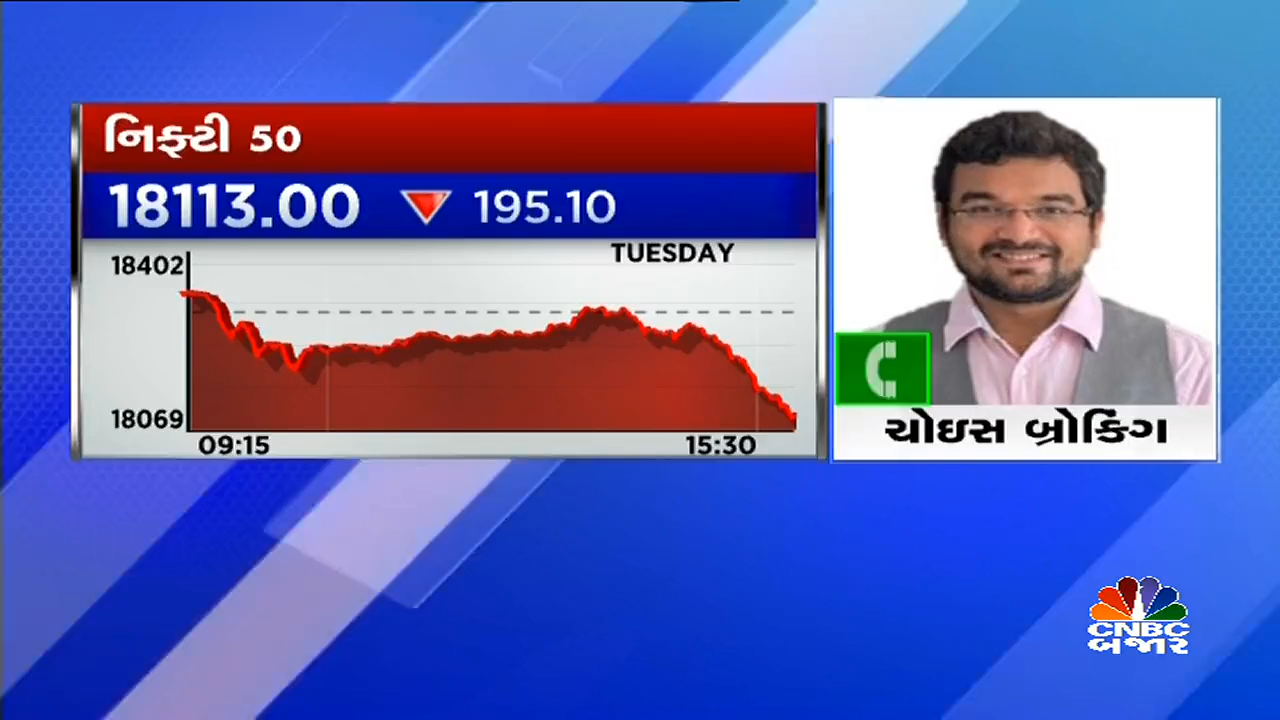 નિફ્ટી 50
18113.00 195.10
TUESDAY
18402
18069
09:15 15:30
ચોઇસ બ્રોકિંગ
CNBC
બજાર